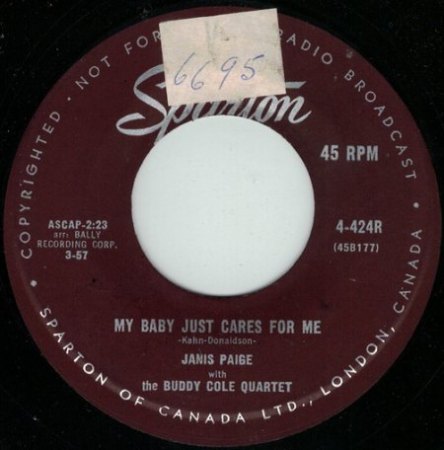 COPYRIGHTED - NOT FOR RADIO BROADCAST
6695
Sparton
45 RPM
ASCAP-2:23
arr: BALLY
RECORDING CORP.
3-57
4-424R
(45B177)
MY BABY JUST CARES FOR ME
-Kahn-Donaldson-
JANIS PAIGE
with
the BUDDY COLE QUARTET
SPARTON OF CANADA LTD., LONDON, CANADA